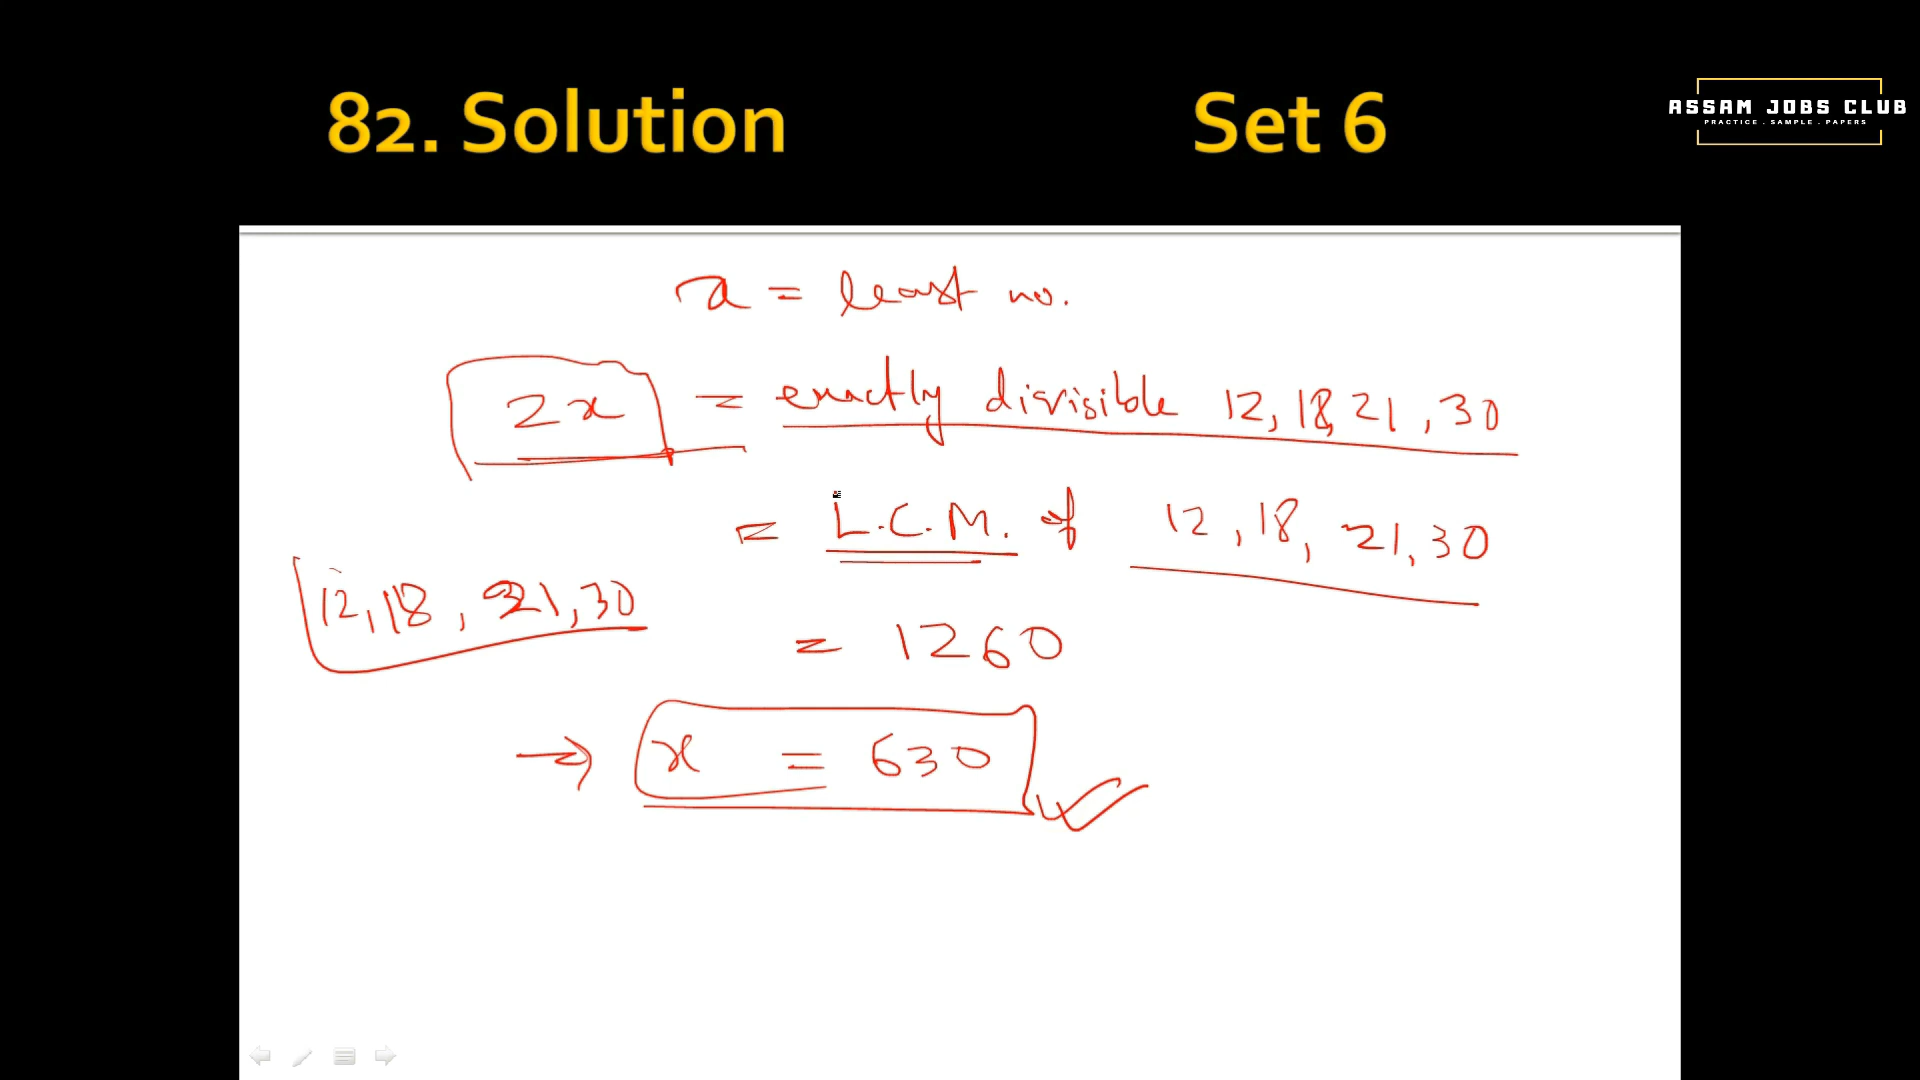 82. Solution Set 6
ASSAM JOBS CLUB
PRACTICE . SAMPLE . PAPERS
x = least no.
2x = exactly divisible 12, 18, 21, 30
= L.C.M. of 12, 18, 21, 30
12, 18, 21, 30
= 1260
→ x = 630